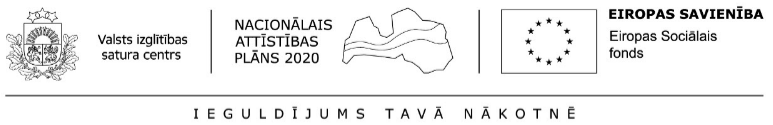 Valsts izglītības
satura centrs
NACIONĀLAIS
ATTĪSTĪBAS
PLĀNS 2020
EIROPAS SAVIENĪBA
Eiropas Sociālais
fonds
IEGULDĪJUMS TAVĀ NĀKOTNĒ